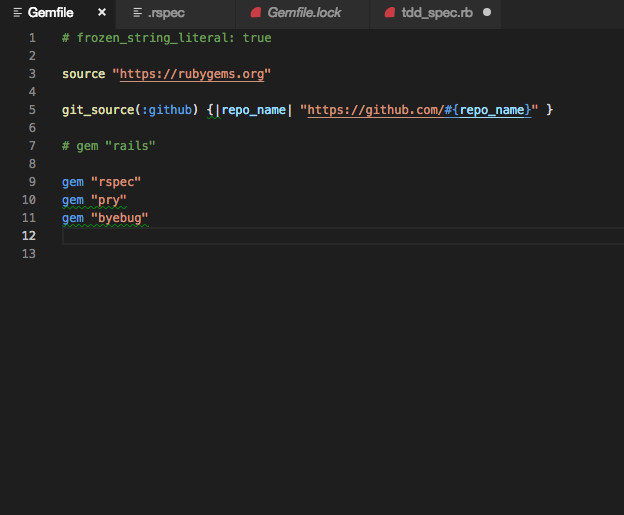 Gemfile × .rspec Gemfile.lock tdd_spec.rb
1 # frozen_string_literal: true
2
3 source "https://rubygems.org"
4
5 git_source(:github) {|repo_name| "https://github.com/#{repo_name}" }
6
7 # gem "rails"
8
9 gem "rspec"
10 gem "pry"
11 gem "byebug"
12
13